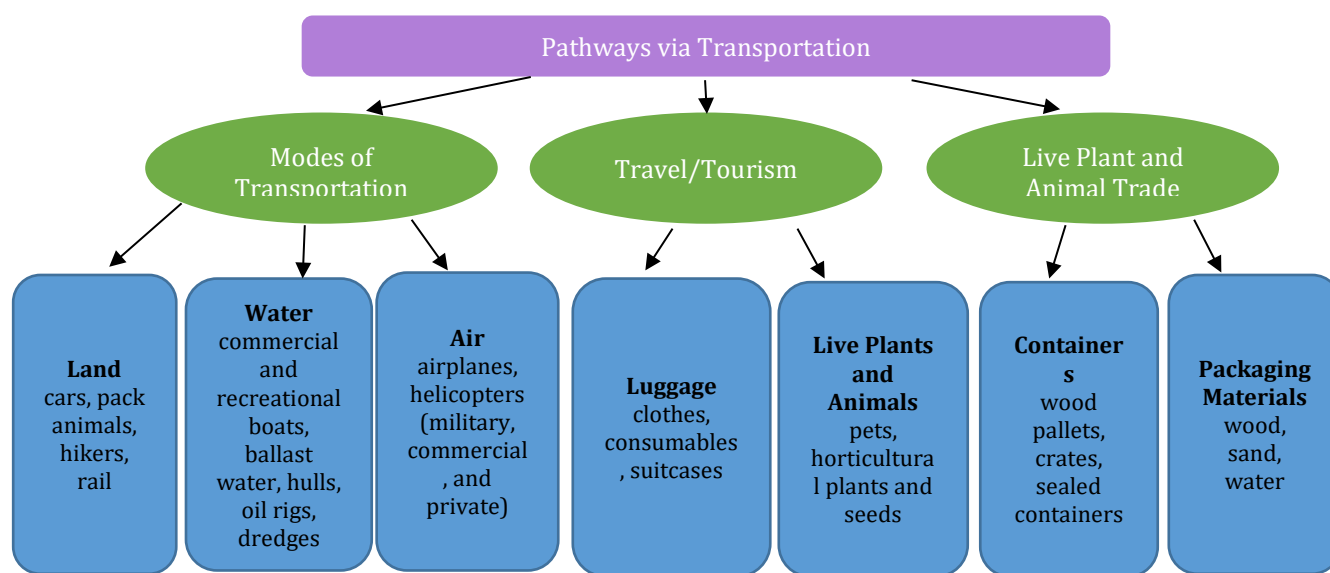 Pathways via Transportation
Modes of
Transportation
Travel/Tourism
Live Plant and
Animal Trade
Land
cars, pack
animals,
hikers,
rail
Water
commercial
and
recreational
boats,
ballast
water, hulls,
oil rigs,
dredges
Air
airplanes,
helicopters
(military,
commercial
, and
private)
Luggage
clothes,
consumables
, suitcases
Live Plants
and
Animals
pets,
horticultura
l plants and
seeds
Container
s
wood
pallets,
crates,
sealed
containers
Packaging
Materials
wood,
sand,
water